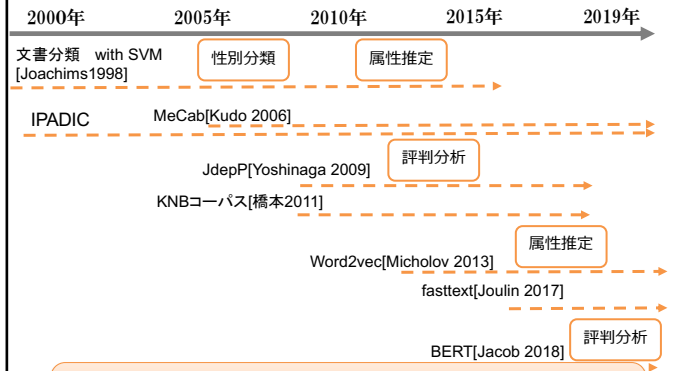 2000年 2005年 2010年 2015年 2019年
文書分類 with SVM
[Joachims1998]
性別分類
属性推定
IPADIC
MeCab[Kudo 2006]
評判分析
JdepP[Yoshinaga 2009]
KNBコーパス[橋本2011]
属性推定
Word2vec[Micholov 2013]
fasttext[Joulin 2017]
評判分析
BERT[Jacob 2018]